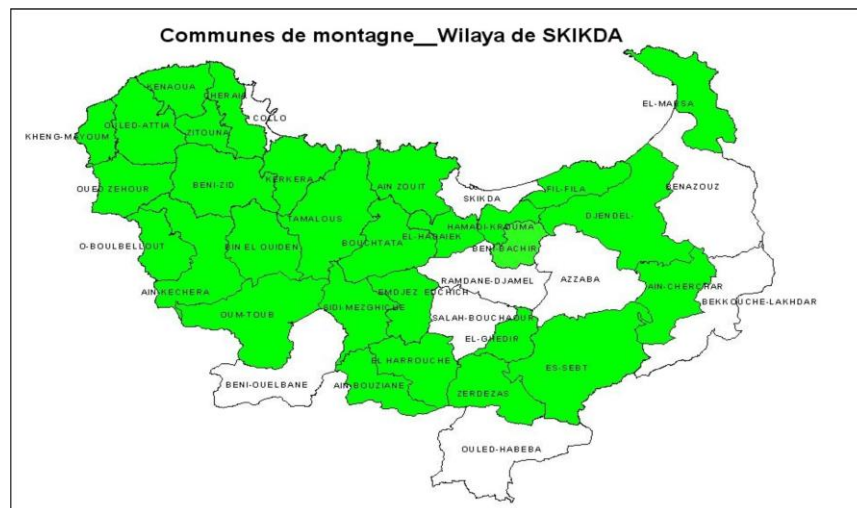 Communes de montagne__Wilaya de SKIKDA
KENAOUA
CHERAIA
COLLO
EL-MARSA
KHENG-MAYOUM
OULED-ATTIA
ZITOUNA
OUED ZEHOUR
BENI-ZID
KERKERA
AIN ZOUIT
SKIKDA
FIL-FILA
BENAZOUZ
TAMALOUS
DJENDEL-
HAMADI-KROUMA
EL-HADAIEK
BENI-BACHIR
O-BOULBELLOUT
BIN EL OUIDEN
BOUCHTATA
RAMDANE-DJAMEL
AZZABA
AIN-CHERCHAR
BEKKOUCHE-LAKHDAR
AIN-KECHERA
EMDJEZ EDCHICH
OUM-TOUB
SIDI-MEZGHICHE
SALAH-BOUCHAOUR
EL-GHEDIR
EL HARROUCHE
ES-SEBT
BENI-OUELBANE
AIN-BOUZIANE
ZERDEZAS
OULED-HABEBA